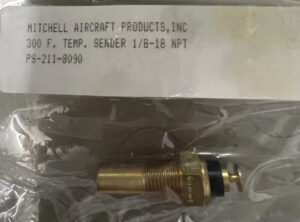 MITCHELL AIRCRAFT PRODUCTS,INC
300 F. TEMP. SENDER 1/8-18 NPT
PS-211-8090